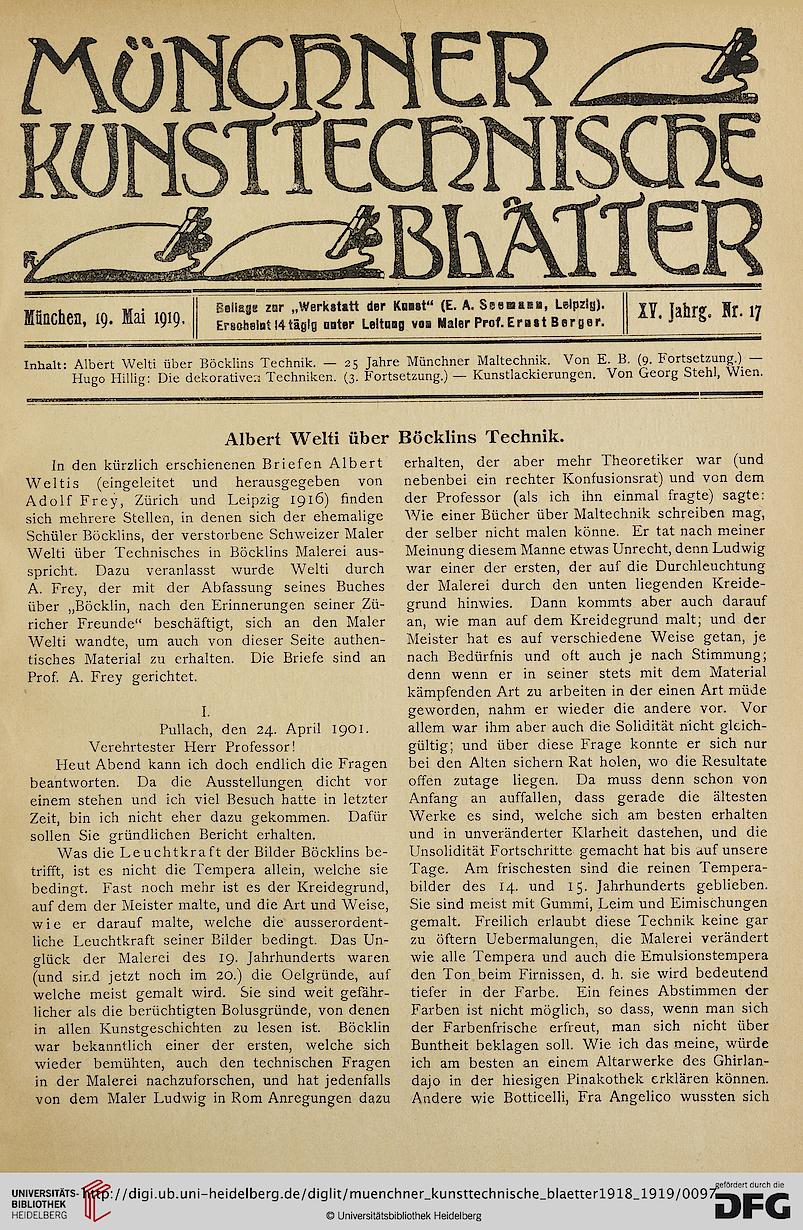 MÜNCHNER
KUNSTTECHNISCHE
BLÄTTER
München, 19. Mai 1919.
Beilage zur „Werkstatt der Kunst“ (E. A. Seemann, Leipzig).
Erscheint 14 tägig unter Leitung von Maler Prof. Ernst Berger.
XV. Jahrg. Nr. 17
Inhalt: Albert Welti über Böcklins Technik. — 25 Jahre Münchner Maltechnik. Von E. B. (9. Fortsetzung.) —
Hugo Hillig: Die dekorativen Techniken. (3. Fortsetzung.) — Kunstlackierungen. Von Georg Stehl, Wien.
Albert Welti über Böcklins Technik.
In den kürzlich erschienenen Briefen Albert
Weltis (eingeleitet und herausgegeben von
Adolf Frey, Zürich und Leipzig 1916) finden
sich mehrere Stellen, in denen sich der ehemalige
Schüler Böcklins, der verstorbene Schweizer Maler
Welti über Technisches in Böcklins Malerei aus-
spricht. Dazu veranlasst wurde Welti durch
A. Frey, der mit der Abfassung seines Buches
über „Böcklin, nach den Erinnerungen seiner Zü-
richer Freunde“ beschäftigt, sich an den Maler
Welti wandte, um auch von dieser Seite authen-
tisches Material zu erhalten. Die Briefe sind an
Prof. A. Frey gerichtet.
I.
Pullach, den 24. April 1901.
Verehrtester Herr Professor!
Heut Abend kann ich doch endlich die Fragen
beantworten. Da die Ausstellungen dicht vor
einem stehen und ich viel Besuch hatte in letzter
Zeit, bin ich nicht eher dazu gekommen. Dafür
sollen Sie gründlichen Bericht erhalten.
Was die Leuchtkraft der Bilder Böcklins be-
trifft, ist es nicht die Tempera allein, welche sie
bedingt. Fast noch mehr ist es der Kreidegrund,
auf dem der Meister malte, und die Art und Weise,
wie er darauf malte, welche die ausserordent-
liche Leuchtkraft seiner Bilder bedingt. Das Un-
glück der Malerei des 19. Jahrhunderts waren
(und sind jetzt noch im 20.) die Oelgründe, auf
welche meist gemalt wird. Sie sind weit gefähr-
licher als die berüchtigten Bolusgründe, von denen
in allen Kunstgeschichten zu lesen ist. Böcklin
war bekanntlich einer der ersten, welche sich
wieder bemühten, auch den technischen Fragen
in der Malerei nachzuforschen, und hat jedenfalls
von dem Maler Ludwig in Rom Anregungen dazu
erhalten, der aber mehr Theoretiker war (und
nebenbei ein rechter Konfusionsrat) und von dem
der Professor (als ich ihn einmal fragte) sagte:
Wie einer Bücher über Maltechnik schreiben mag,
der selber nicht malen könne. Er tat nach meiner
Meinung diesem Manne etwas Unrecht, denn Ludwig
war einer der ersten, der auf die Durchleuchtung
der Malerei durch den unten liegenden Kreide-
grund hinwies. Dann kommts aber auch darauf
an, wie man auf dem Kreidegrund malt; und der
Meister hat es auf verschiedene Weise getan, je
nach Bedürfnis und oft auch je nach Stimmung;
denn wenn er in seiner stets mit dem Material
kämpfenden Art zu arbeiten in der einen Art müde
geworden, nahm er wieder die andere vor. Vor
allem war ihm aber auch die Solidität nicht gleich-
gültig; und über diese Frage konnte er sich nur
bei den Alten sichern Rat holen, wo die Resultate
offen zutage liegen. Da muss denn schon von
Anfang an auffallen, dass gerade die ältesten
Werke es sind, welche sich am besten erhalten
und in unveränderter Klarheit dastehen, und die
Unsolidität Fortschritte gemacht hat bis auf unsere
Tage. Am frischesten sind die reinen Tempera-
bilder des 14. und 15. Jahrhunderts geblieben.
Sie sind meist mit Gummi, Leim und Eimischungen
gemalt. Freilich erlaubt diese Technik keine gar
zu öftern Uebermalungen, die Malerei verändert
wie alle Tempera und auch die Emulsionstempera
den Ton beim Firnissen, d. h. sie wird bedeutend
tiefer in der Farbe. Ein feines Abstimmen der
Farben ist nicht möglich, so dass, wenn man sich
der Farbenfrische erfreut, man sich nicht über
Buntheit beklagen soll. Wie ich das meine, würde
ich am besten an einem Altarwerke des Ghirlan-
dajo in der hiesigen Pinakothek erklären können.
Andere wie Botticelli, Fra Angelico wussten sich
UNIVERSITÄTS-
BIBLIOTHEK
HEIDELBERG
http://digi.ub.uni-heidelberg.de/diglit/muenchner_kunsttechnische_blaetter1918_1919/0097
© Universitätsbibliothek Heidelberg
gefördert durch die
DFG